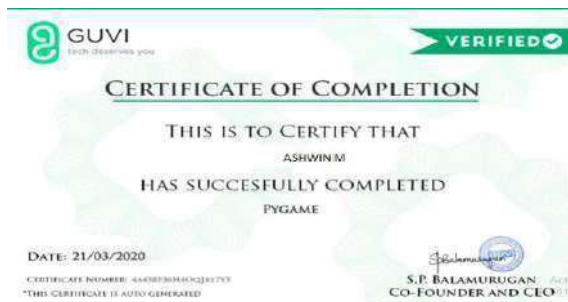 GUVI
tech deserves you
VERIFIED
CERTIFICATE OF COMPLETION
THIS IS TO CERTIFY THAT
ASHWIN M
HAS SUCCESFULLY COMPLETED
PYGAME
DATE: 21/03/2020
CERTIFICATE NUMBER:
*THIS CERTIFICATE IS AUTO GENERATED
S.P. BALAMURUGAN
CO-FOUNDER AND CEO